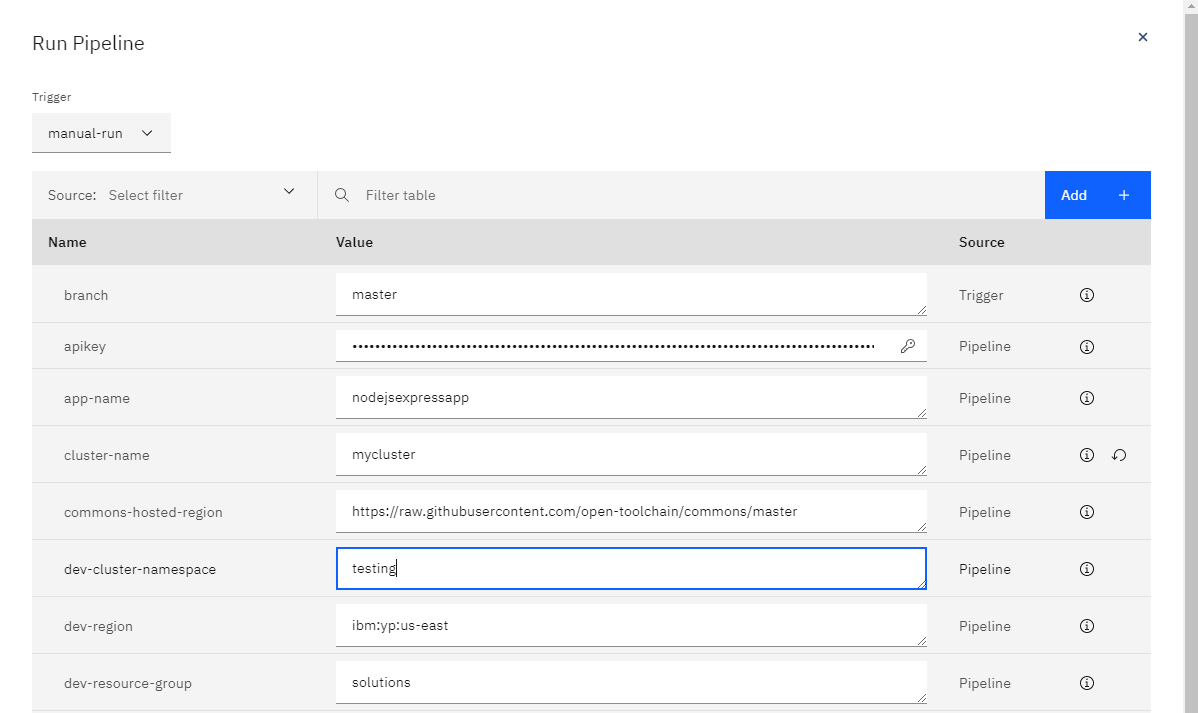 Run Pipeline
Trigger
manual-run
Source: Select filter Filter table Add +
Name Value Source
branch master Trigger
apikey •••••••••••••••••••••••••••••••••••••••••••••••••••••••••••••••••••••••••••••••••••••• Pipeline
app-name nodejsexpressapp Pipeline
cluster-name mycluster Pipeline
commons-hosted-region https://raw.githubusercontent.com/open-toolchain/commons/master Pipeline
dev-cluster-namespace testing Pipeline
dev-region ibm:yp:us-east Pipeline
dev-resource-group solutions Pipeline